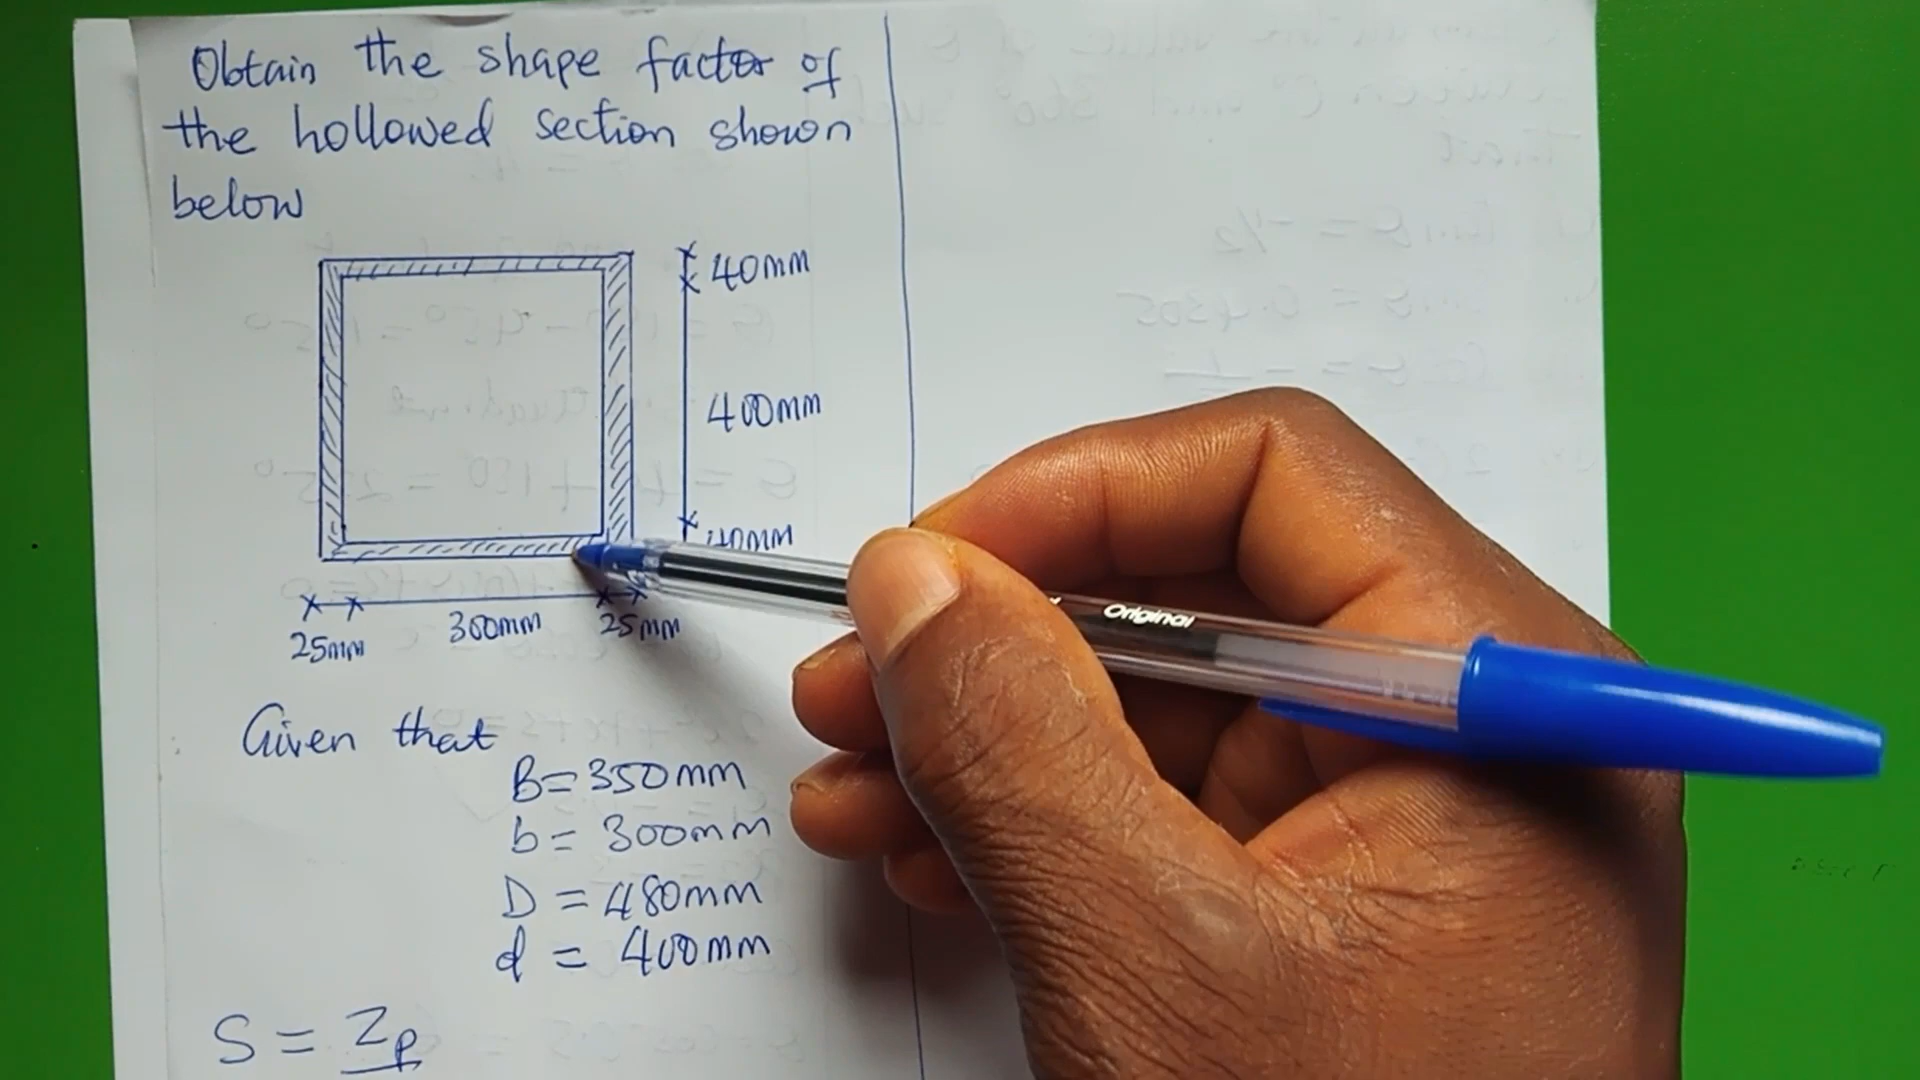 Obtain the shape factor of
the hollowed section shown
below
40mm
400mm
40mm
25mm 300mm 25mm
Given that
B = 350mm
b = 300mm
D = 480mm
d = 400mm
S = Zp
Original